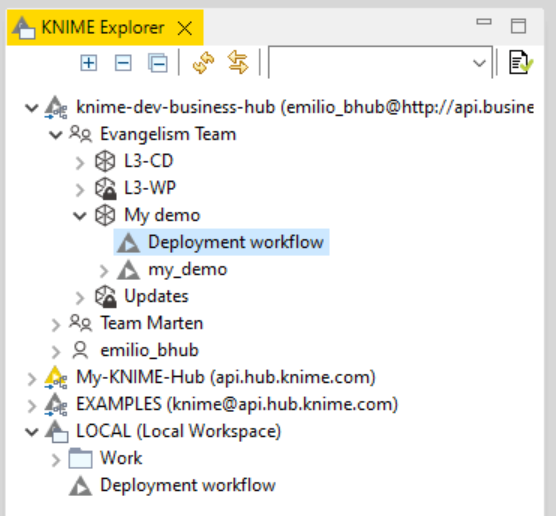 KNIME Explorer
knime-dev-business-hub (emilio_bhub@http://api.busine
Evangelism Team
L3-CD
L3-WP
My demo
Deployment workflow
my_demo
Updates
Team Marten
emilio_bhub
My-KNIME-Hub (api.hub.knime.com)
EXAMPLES (knime@api.hub.knime.com)
LOCAL (Local Workspace)
Work
Deployment workflow